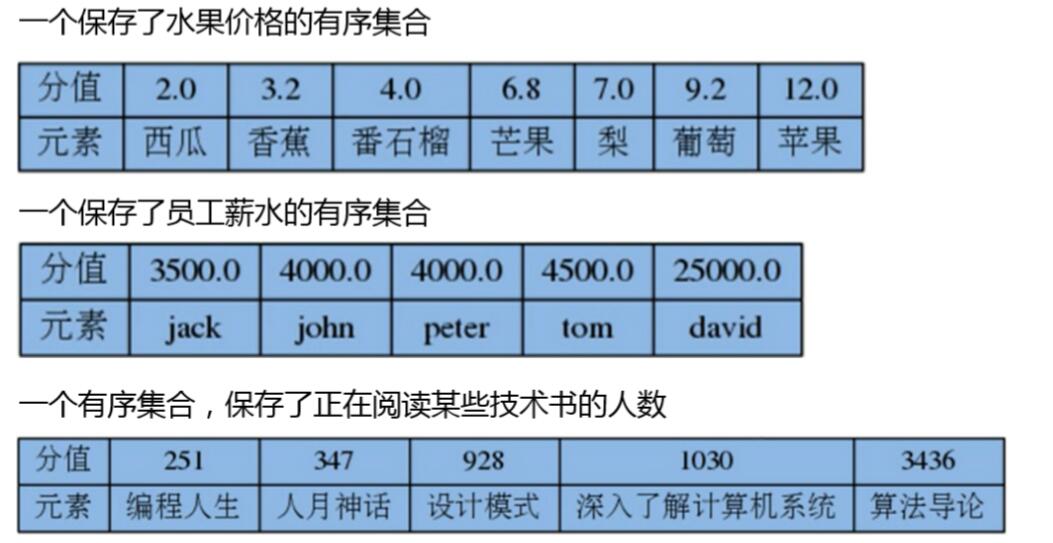 一个保存了水果价格的有序集合
分值 2.0 3.2 4.0 6.8 7.0 9.2 12.0
元素 西瓜 香蕉 番石榴 芒果 梨 葡萄 苹果
一个保存了员工薪水的有序集合
分值 3500.0 4000.0 4000.0 4500.0 25000.0
元素 jack john peter tom david
一个有序集合，保存了正在阅读某些技术书的人数
分值 251 347 928 1030 3436
元素 编程人生 人月神话 设计模式 深入了解计算机系统 算法导论